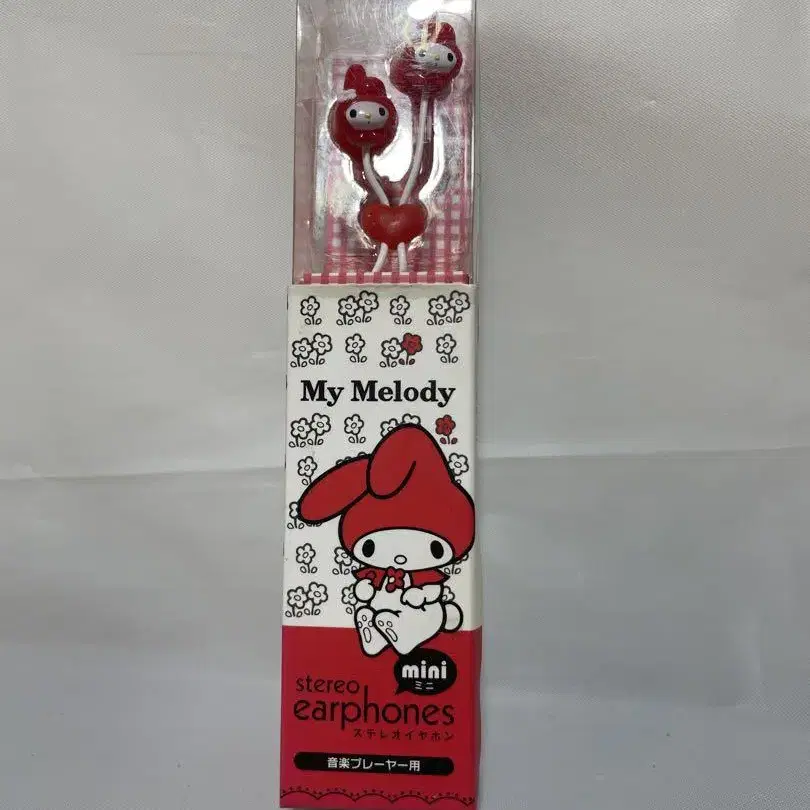 My Melody
mini
ミニ
stereo
earphones
ステレオイヤホン
音楽プレーヤー用